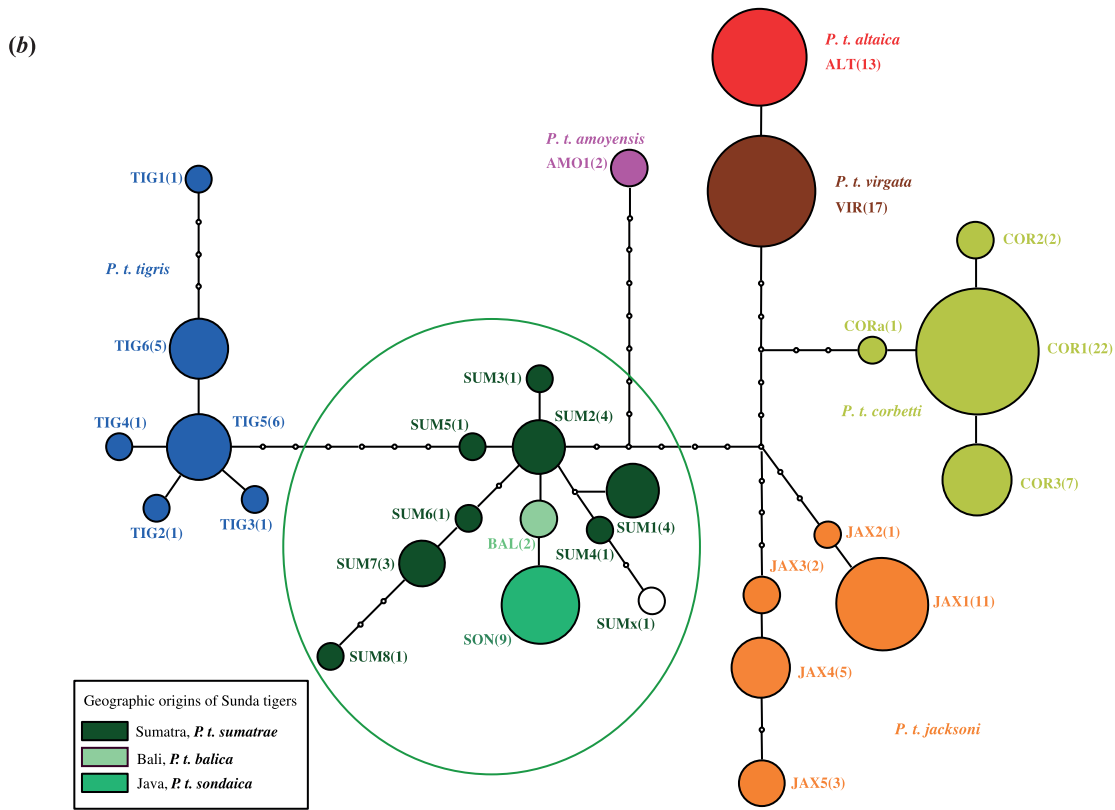 (b)
P. t. altaica
ALT(13)
P. t. amoyensis
AMO1(2)
TIG1(1)
P. t. virgata
VIR(17)
COR2(2)
P. t. tigris
CORa(1)
TIG6(5)
COR1(22)
SUM3(1)
P. t. corbetti
TIG4(1)
TIG5(6)
SUM5(1)
SUM2(4)
COR3(7)
TIG2(1)
TIG3(1)
SUM6(1)
SUM1(4)
BAL(2)
SUM4(1)
JAX2(1)
SUM7(3)
JAX3(2)
JAX1(11)
SUMx(1)
SON(9)
SUM8(1)
JAX4(5)
P. t. jacksoni
JAX5(3)
Geographic origins of Sunda tigers
Sumatra, P. t. sumatrae
Bali, P. t. balica
Java, P. t. sondaica